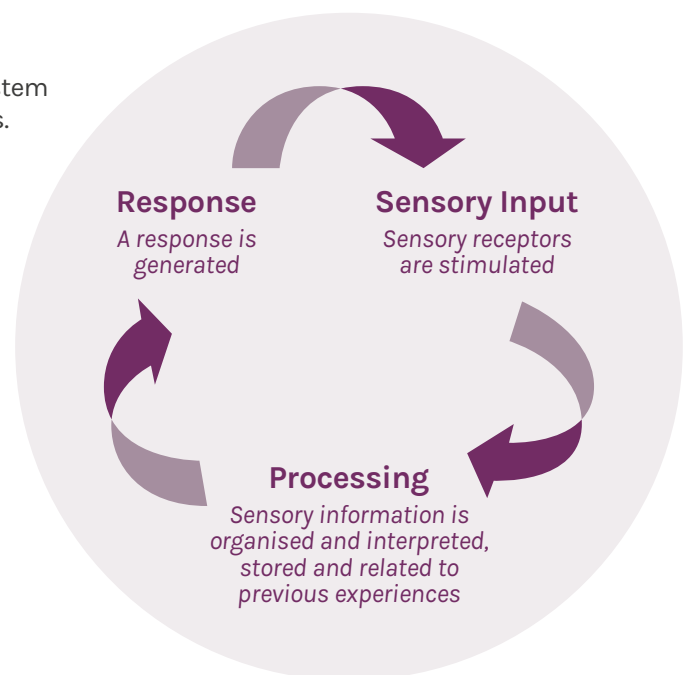 stem
s.
Response
A response is
generated
Sensory Input
Sensory receptors
are stimulated
Processing
Sensory information is
organised and interpreted,
stored and related to
previous experiences